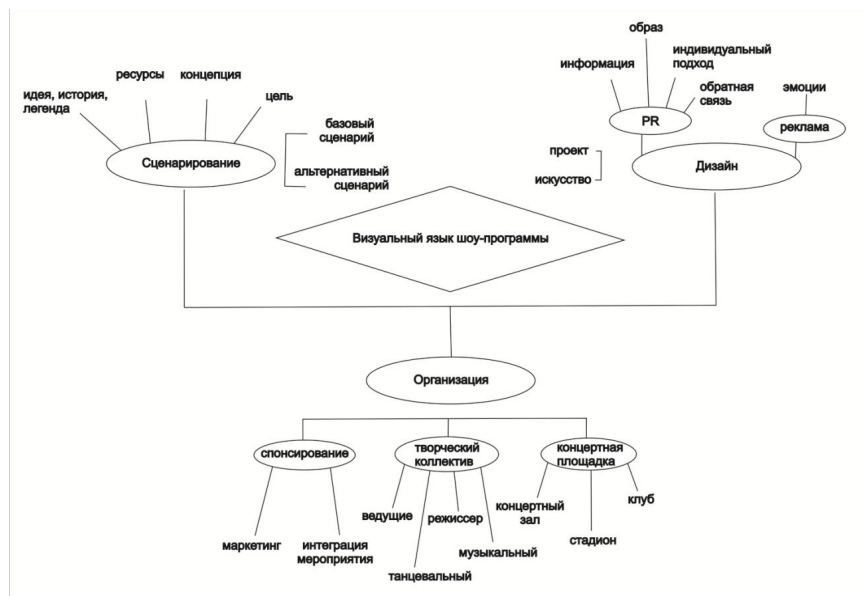 образ
информация
индивидуальный
подход
обратная
связь
PR
эмоции
реклама
ресурсы
концепция
идея, история,
легенда
цель
Сценарирование
базовый
сценарий
альтернативный
сценарий
проект
искусство
Дизайн
Визуальный язык шоу-программы
Организация
спонсирование
творческий
коллектив
концертная
площадка
маркетинг
интеграция
мероприятия
ведущие
режиссер
танцевальный
музыкальный
концертный
зал
стадион
клуб